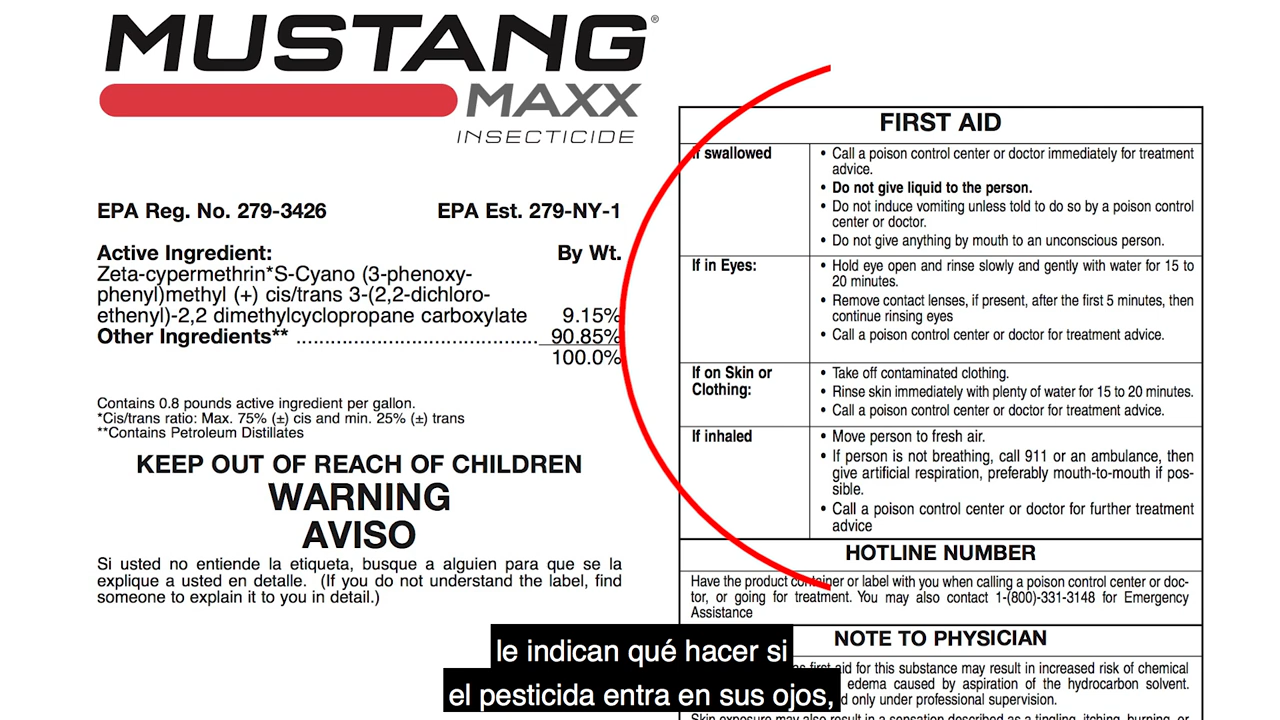 MUSTANG®
MAXX
INSECTICIDE
EPA Reg. No. 279-3426 EPA Est. 279-NY-1
Active Ingredient: By Wt.
Zeta-cypermethrin*S-Cyano (3-phenoxy-
phenyl)methyl (+) cis/trans 3-(2,2-dichloro-
ethenyl)-2,2 dimethylcyclopropane carboxylate 9.15%
Other Ingredients** ........................................ 90.85%
100.0%
Contains 0.8 pounds active ingredient per gallon.
*Cis/trans ratio: Max. 75% (±) cis and min. 25% (±) trans
**Contains Petroleum Distillates
KEEP OUT OF REACH OF CHILDREN
WARNING
AVISO
Si usted no entiende la etiqueta, busque a alguien para que se la
explique a usted en detalle. (If you do not understand the label, find
someone to explain it to you in detail.)
FIRST AID
If swallowed
• Call a poison control center or doctor immediately for treatment
advice.
• Do not give liquid to the person.
• Do not induce vomiting unless told to do so by a poison control
center or doctor.
• Do not give anything by mouth to an unconscious person.
If in Eyes:
• Hold eye open and rinse slowly and gently with water for 15 to
20 minutes.
• Remove contact lenses, if present, after the first 5 minutes, then
continue rinsing eyes
• Call a poison control center or doctor for treatment advice.
If on Skin or
Clothing:
• Take off contaminated clothing.
• Rinse skin immediately with plenty of water for 15 to 20 minutes.
• Call a poison control center or doctor for treatment advice.
If inhaled
• Move person to fresh air.
• If person is not breathing, call 911 or an ambulance, then
give artificial respiration, preferably mouth-to-mouth if pos-
sible.
• Call a poison control center or doctor for further treatment
advice
HOTLINE NUMBER
Have the product container or label with you when calling a poison control center or doc-
tor, or going for treatment. You may also contact 1-(800)-331-3148 for Emergency
Assistance
NOTE TO PHYSICIAN
first aid for this substance may result in increased risk of chemical
edema caused by aspiration of the hydrocarbon solvent.
only under professional supervision.
Skin exposure may also result in a sensation described as a tingling, itching, burning, or
le indican qué hacer si
el pesticida entra en sus ojos,